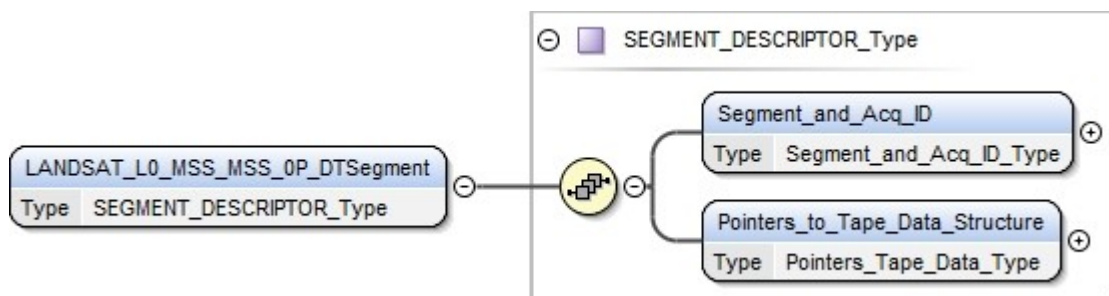 SEGMENT_DESCRIPTOR_Type
Segment_and_Acq_ID
Type Segment_and_Acq_ID_Type
LANDSAT_L0_MSS_MSS_0P_DTSegment
Type SEGMENT_DESCRIPTOR_Type
Pointers_to_Tape_Data_Structure
Type Pointers_Tape_Data_Type